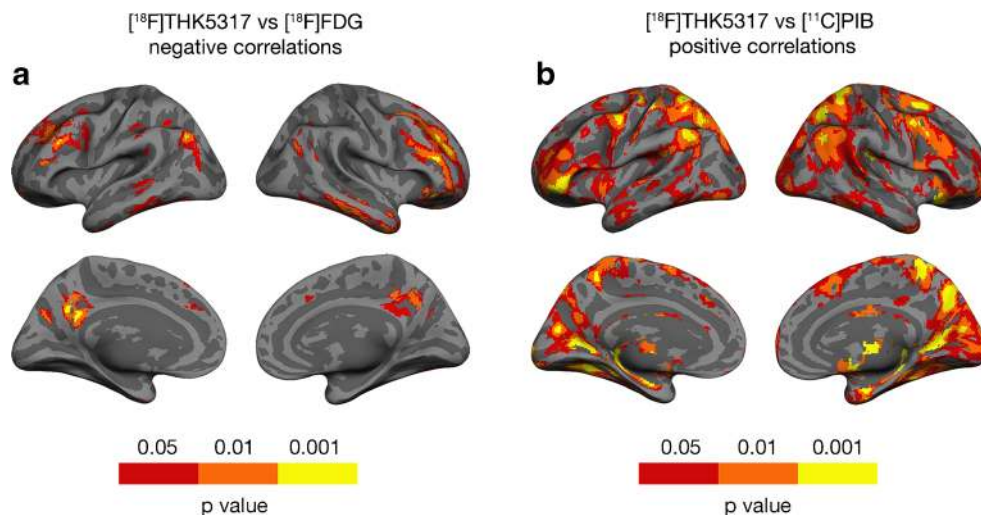 [¹⁸F]THK5317 vs [¹⁸F]FDG
negative correlations
a
0.05 0.01 0.001
p value
[¹⁸F]THK5317 vs [¹¹C]PIB
positive correlations
b
0.05 0.01 0.001
p value